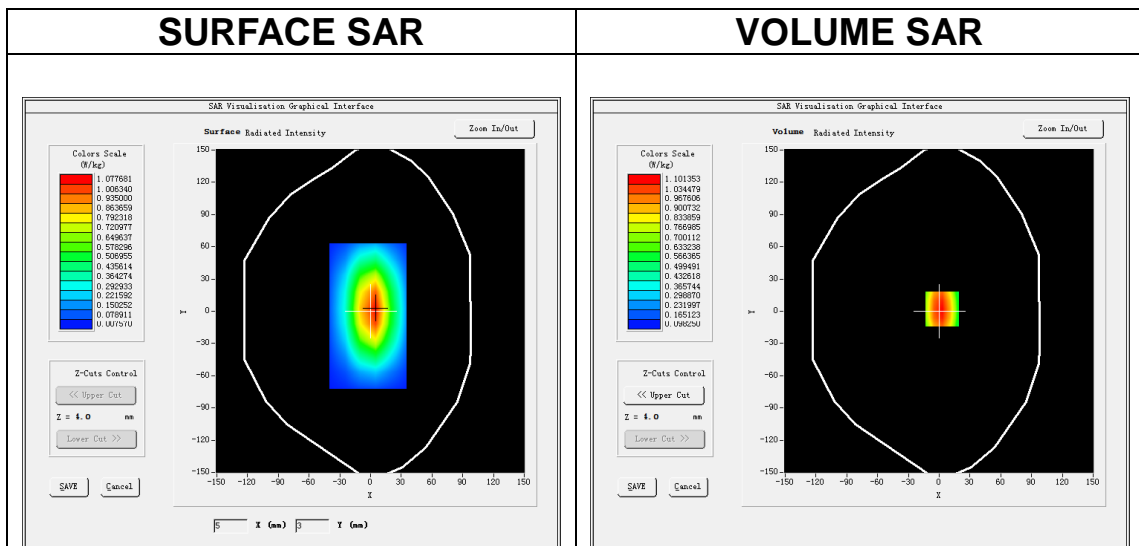 SURFACE SAR
VOLUME SAR
SAR Visualisation Graphical Interface
Surface Radiated Intensity
Zoom In/Out
Colors Scale
(W/kg)
1.077681
1.006340
0.935000
0.863659
0.792318
0.720977
0.649637
0.578296
0.506955
0.435614
0.364274
0.292933
0.221592
0.150252
0.078911
0.007570
150
120
90
60
30
0
-30
-60
-90
-120
-150
Y
-150 -120 -90 -60 -30 0 30 60 90 120 150
X
Z-Cuts Control
<< Upper Cut
Z = 4.0 mm
Lower Cut >>
SAVE Cancel
5 X (mm) 3 Y (mm)
SAR Visualisation Graphical Interface
Volume Radiated Intensity
Zoom In/Out
Colors Scale
(W/kg)
1.101353
1.034479
0.967606
0.900732
0.833859
0.766985
0.700112
0.633238
0.566365
0.499491
0.432618
0.365744
0.298870
0.231997
0.165123
0.098250
150
120
90
60
30
0
-30
-60
-90
-120
-150
Y
-150 -120 -90 -60 -30 0 30 60 90 120 150
X
Z-Cuts Control
<< Upper Cut
Z = 4.0 mm
Lower Cut >>
SAVE Cancel